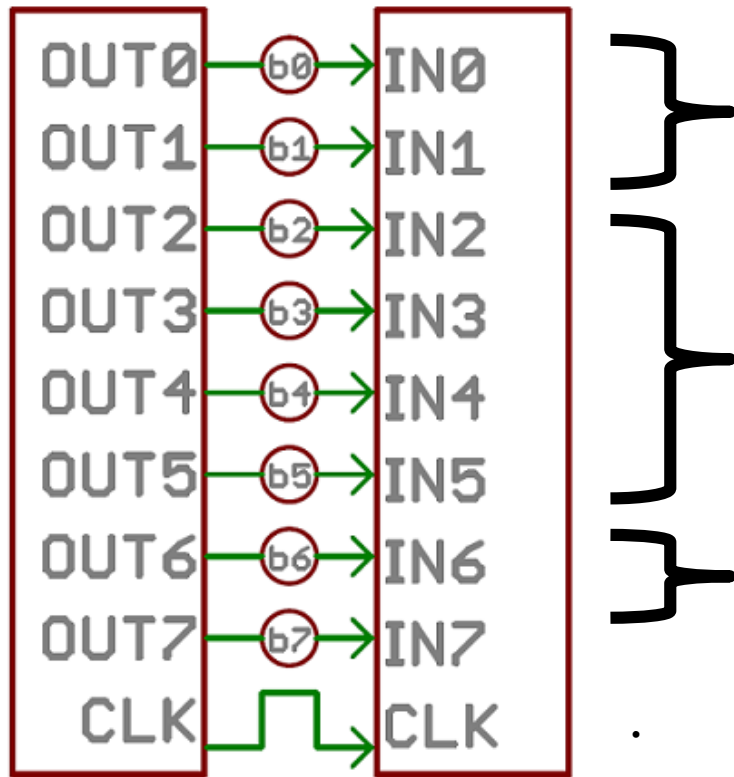 OUT0 b0 IN0
OUT1 b1 IN1
OUT2 b2 IN2
OUT3 b3 IN3
OUT4 b4 IN4
OUT5 b5 IN5
OUT6 b6 IN6
OUT7 b7 IN7
CLK CLK .